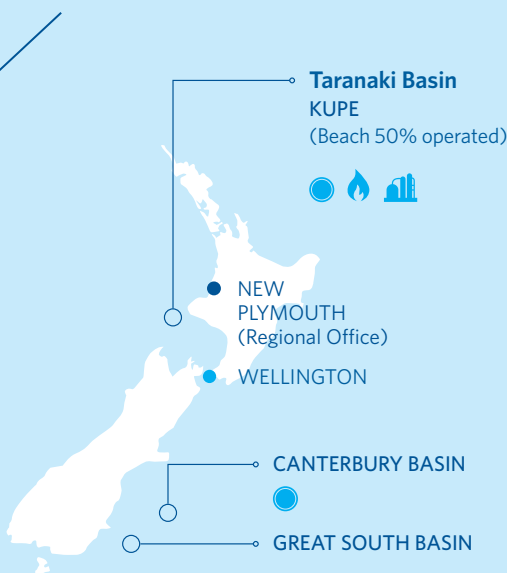 Taranaki Basin
KUPE
(Beach 50% operated)
NEW
PLYMOUTH
(Regional Office)
WELLINGTON
CANTERBURY BASIN
GREAT SOUTH BASIN